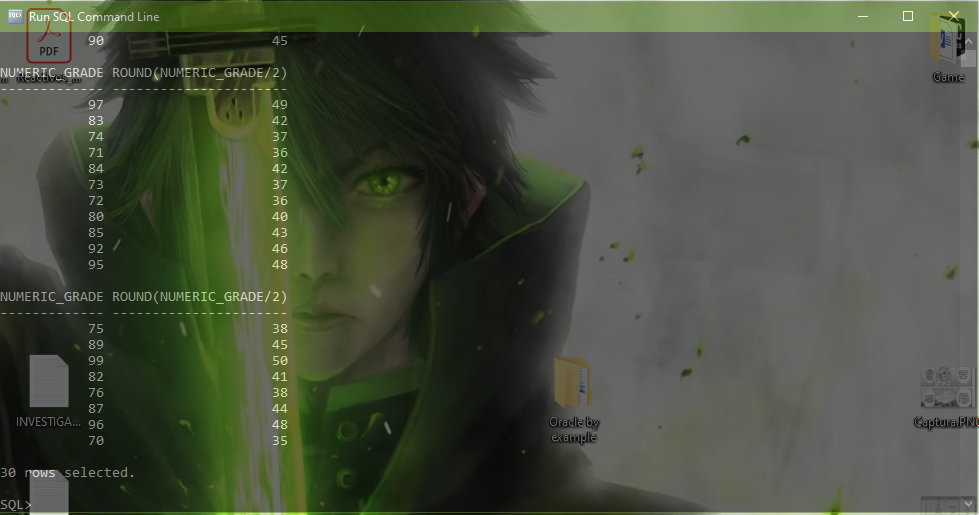 Run SQL Command Line
PDF
Reactivos_...
Game
90 45
NUMERIC_GRADE ROUND(NUMERIC_GRADE/2)
------------- ----------------------
97 49
83 42
74 37
71 36
84 42
73 37
72 36
80 40
85 43
92 46
95 48
NUMERIC_GRADE ROUND(NUMERIC_GRADE/2)
------------- ----------------------
75 38
89 45
99 50
82 41
76 38
87 44
96 48
70 35
INVESTIGA...
Oracle by
example
Captura.PNG
30 rows selected.
SQL>